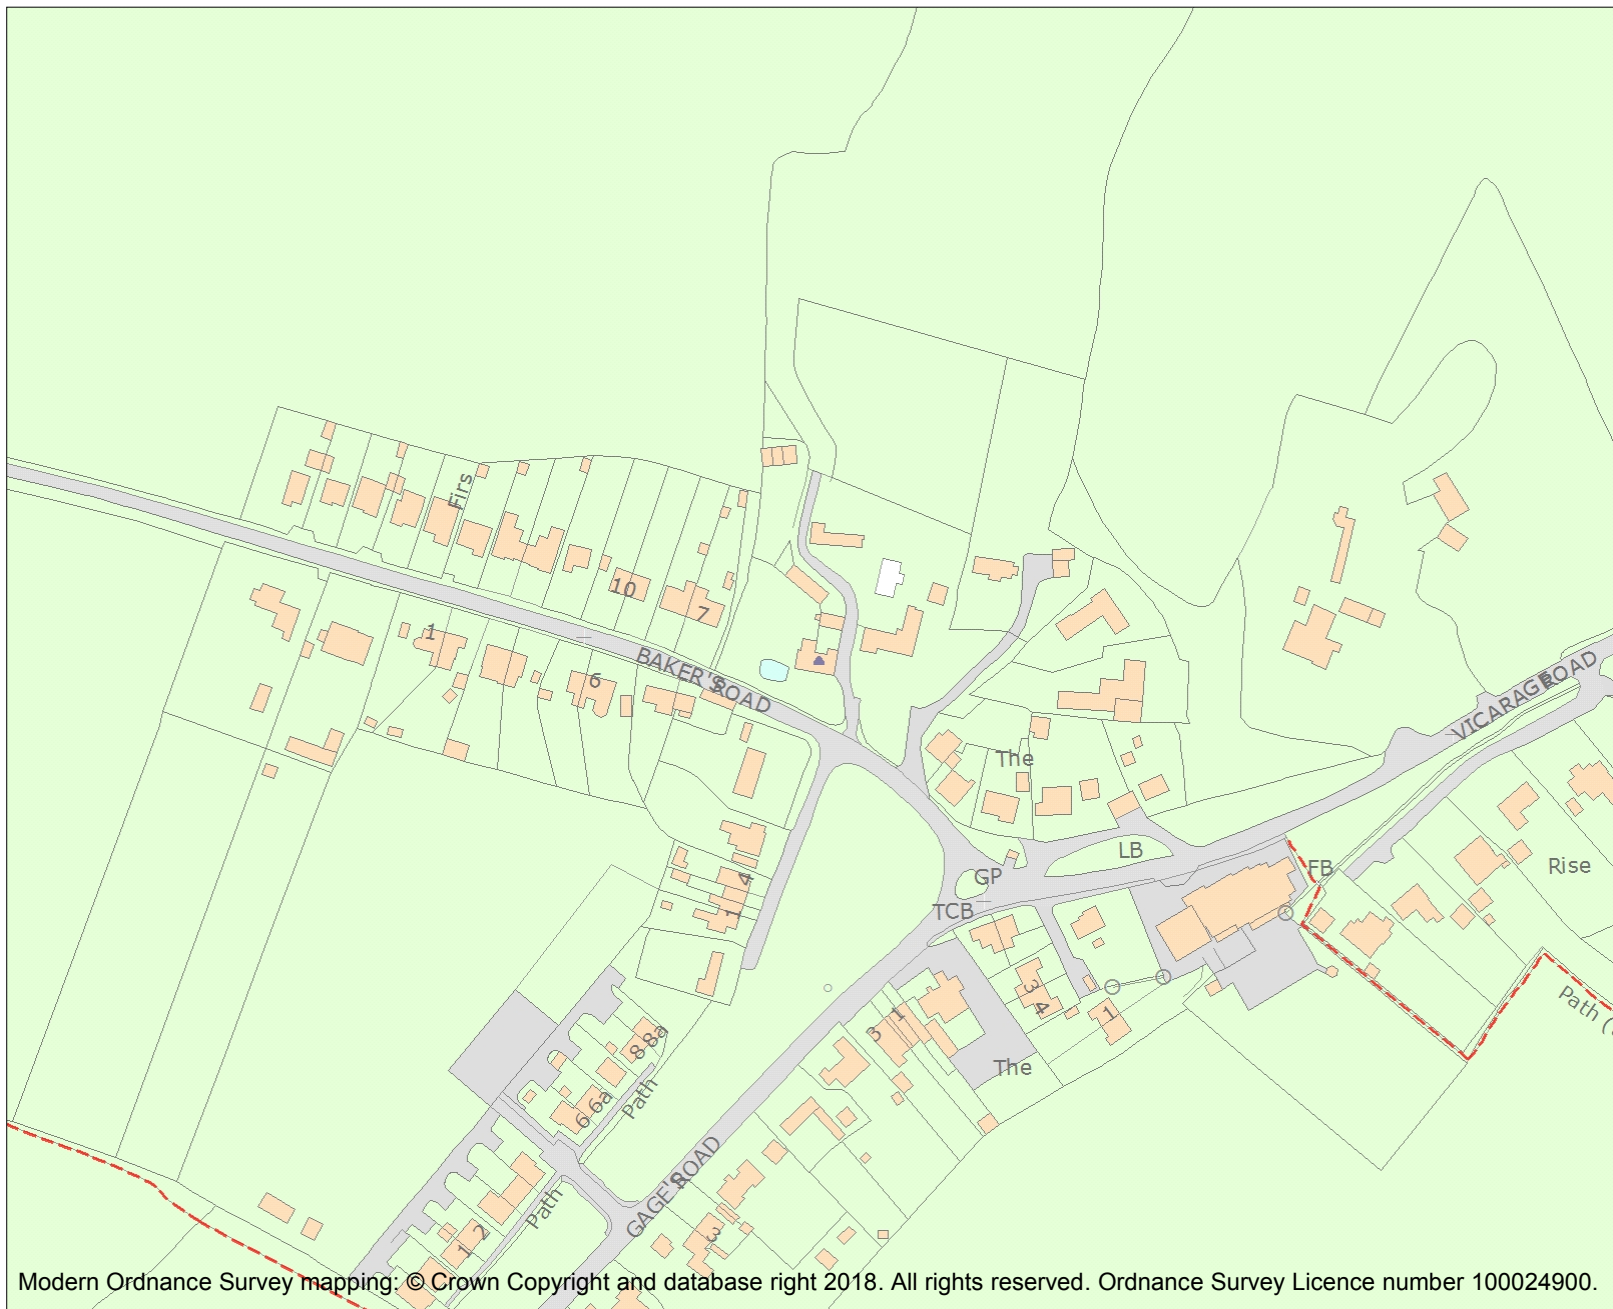 Firs
10
7
1
6
BAKER'S ROAD
The
VICARAGE ROAD
LB
FB
GP
TCB
Rise
4
1
3
4
1
1
3
The
Path (
8 8a
6 6a
Path
Path
GAGE'S ROAD
1 2
3
Modern Ordnance Survey mapping: © Crown Copyright and database right 2018. All rights reserved. Ordnance Survey Licence number 100024900.